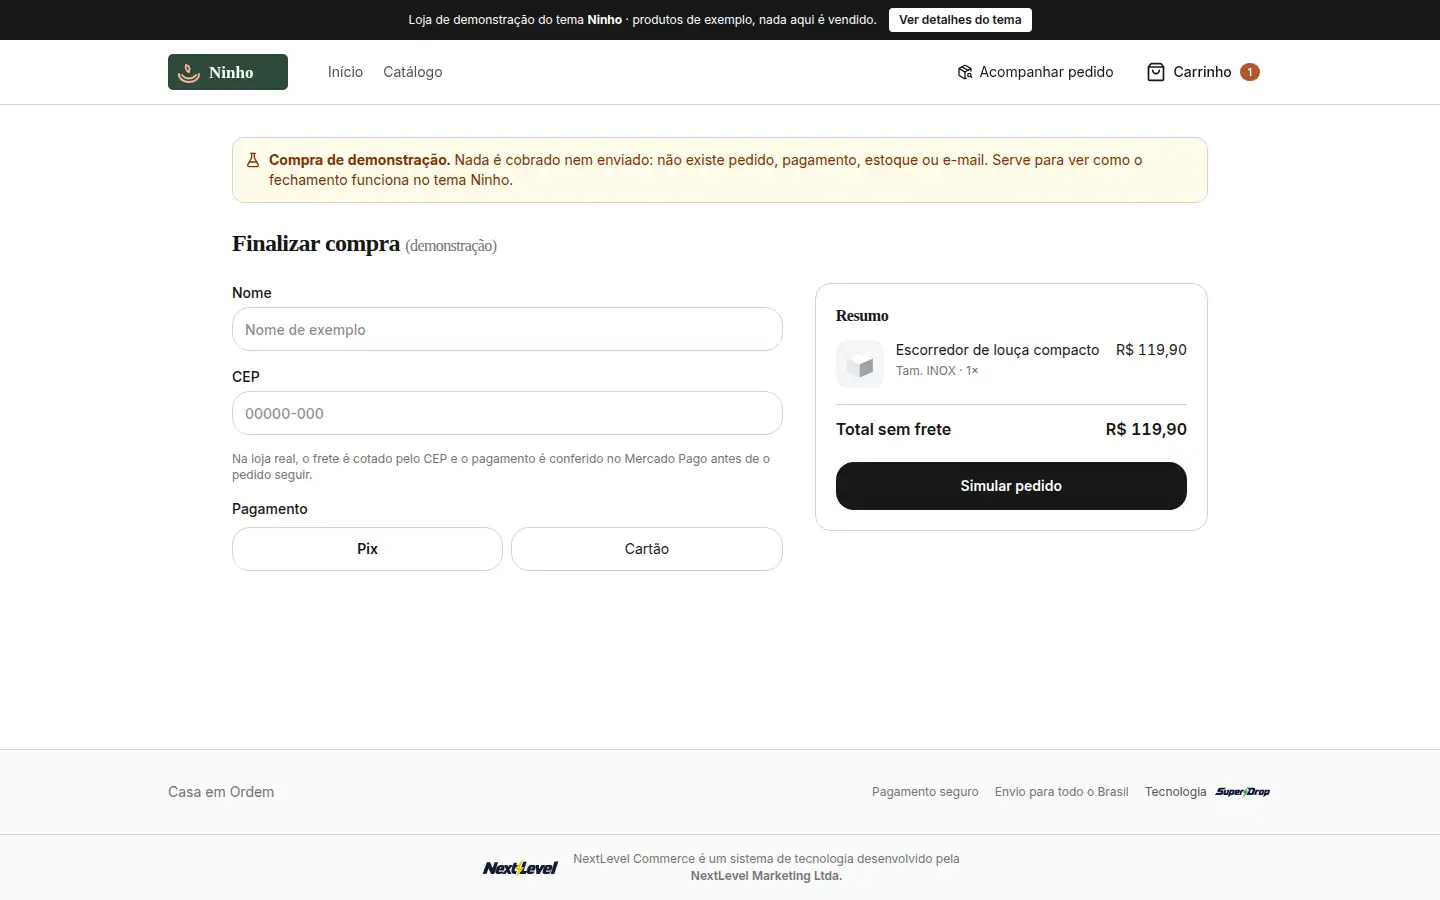 Loja de demonstração do tema Ninho · produtos de exemplo, nada aqui é vendido.
Ver detalhes do tema
Ninho
Início
Catálogo
Acompanhar pedido
Carrinho
1
Compra de demonstração. Nada é cobrado nem enviado: não existe pedido, pagamento, estoque ou e-mail. Serve para ver como o
fechamento funciona no tema Ninho.
Finalizar compra (demonstração)
Nome
Nome de exemplo
CEP
00000-000
Na loja real, o frete é cotado pelo CEP e o pagamento é conferido no Mercado Pago antes de o
pedido seguir.
Pagamento
Pix
Cartão
Resumo
Escorredor de louça compacto
R$ 119,90
Tam. INOX · 1×
Total sem frete
R$ 119,90
Simular pedido
Casa em Ordem
Pagamento seguro
Envio para todo o Brasil
Tecnologia
SuperDrop
NextLevel
NextLevel Commerce é um sistema de tecnologia desenvolvido pela
NextLevel Marketing Ltda.